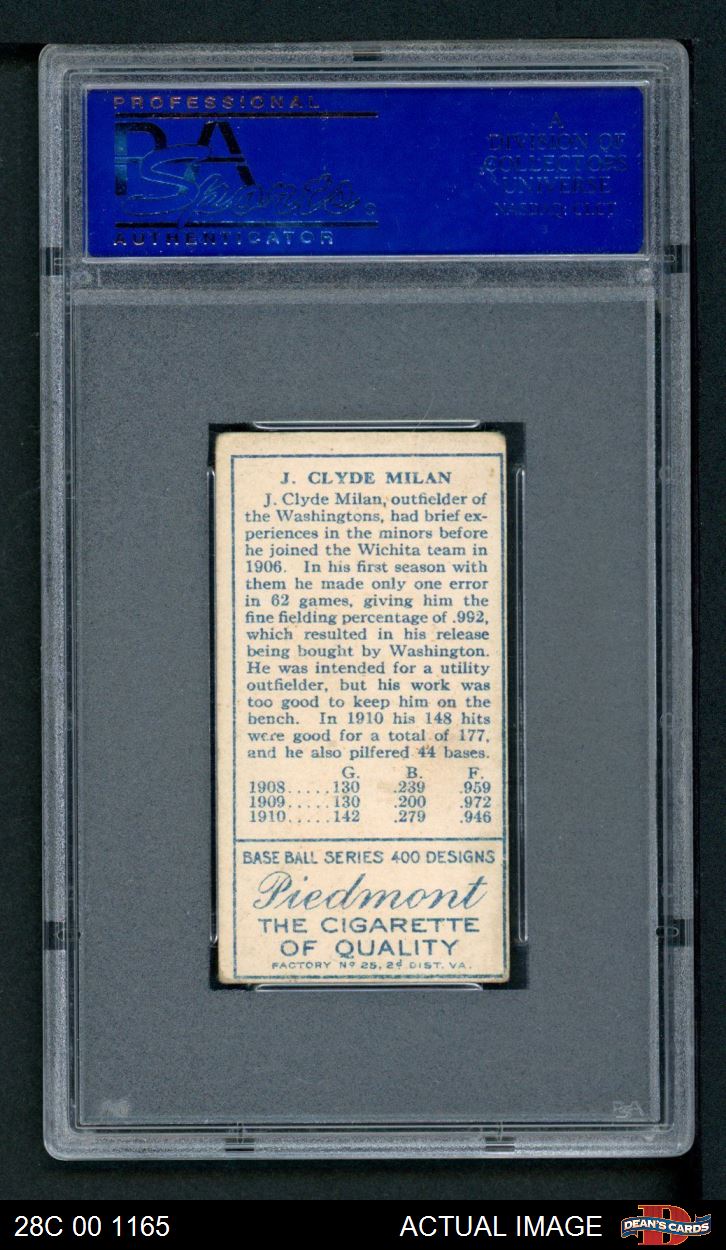 PROFESSIONAL
PSA
Sports
AUTHENTICATOR
A
DIVISION OF
COLLECTORS
UNIVERSE
NASDAQ: CLCT
J. CLYDE MILAN
J. Clyde Milan, outfielder of
the Washingtons, had brief ex-
periences in the minors before
he joined the Wichita team in
1906. In his first season with
them he made only one error
in 62 games, giving him the
fine fielding percentage of .992,
which resulted in his release
being bought by Washington.
He was intended for a utility
outfielder, but his work was
too good to keep him on the
bench. In 1910 his 148 hits
were good for a total of 177,
and he also pilfered 44 bases.
G. B. F.
1908.....130 .239 .959
1909.....130 .200 .972
1910.....142 .279 .946
BASE BALL SERIES 400 DESIGNS
Piedmont
THE CIGARETTE
OF QUALITY
FACTORY Nº 25, 2d DIST. VA.
PSA
28C 00 1165
ACTUAL IMAGE
DEAN'S CARDS